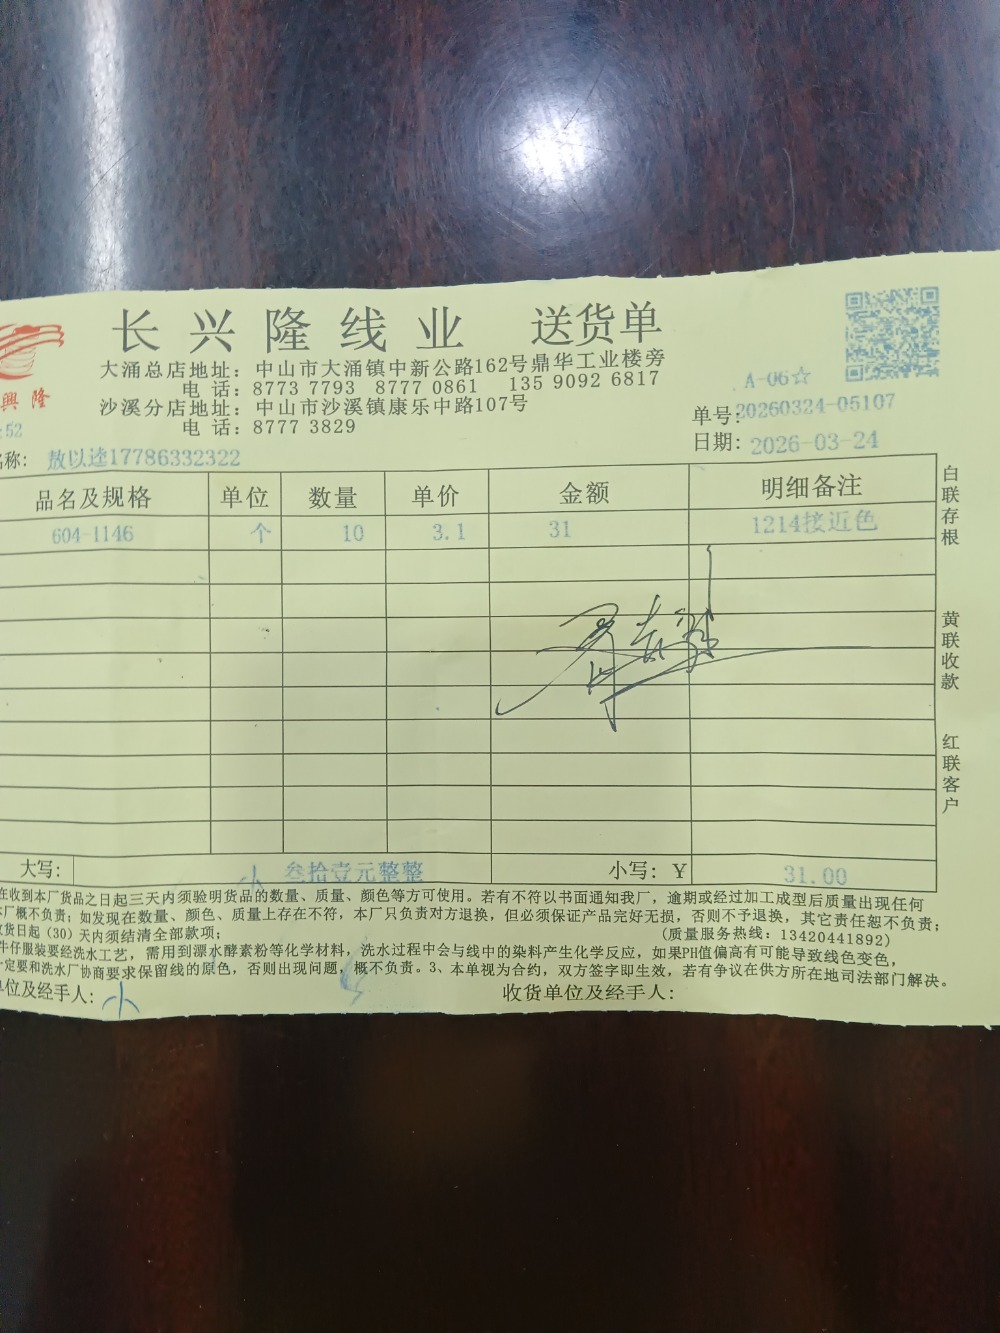 长兴隆线业 送货单
興隆
大涌总店地址：中山市大涌镇中新公路162号鼎华工业楼旁
电 话：8773 7793 8777 0861 135 9092 6817
沙溪分店地址：中山市沙溪镇康乐中路107号
电 话：8777 3829
A-06☆
单号：20260324-05107
:52
日期：2026-03-24
名称：敖以逵17786332322
品名及规格 单位 数量 单价 金额 明细备注
604-1146 个 10 3.1 31 1214接近色
白联存根
黄联收款
红联客户
大写： 叁拾壹元整整 小写：￥ 31.00
在收到本厂货品之日起三天内须验明货品的数量、质量、颜色等方可使用。若有不符以书面通知我厂，逾期或经过加工成型后质量出现任何
本厂概不负责；如发现在数量、颜色、质量上存在不符，本厂只负责对方退换，但必须保证产品完好无损，否则不予退换，其它责任恕不负责；
收货日起（30）天内须结清全部款项； （质量服务热线：13420441892）
牛仔服装要经洗水工艺，需用到漂水酵素粉等化学材料，洗水过程中会与线中的染料产生化学反应，如果PH值偏高有可能导致线色变色，
一定要和洗水厂协商要求保留线的原色，否则出现问题，概不负责。3、本单视为合约，双方签字即生效，若有争议在供方所在地司法部门解决。
单位及经手人：小 收货单位及经手人：